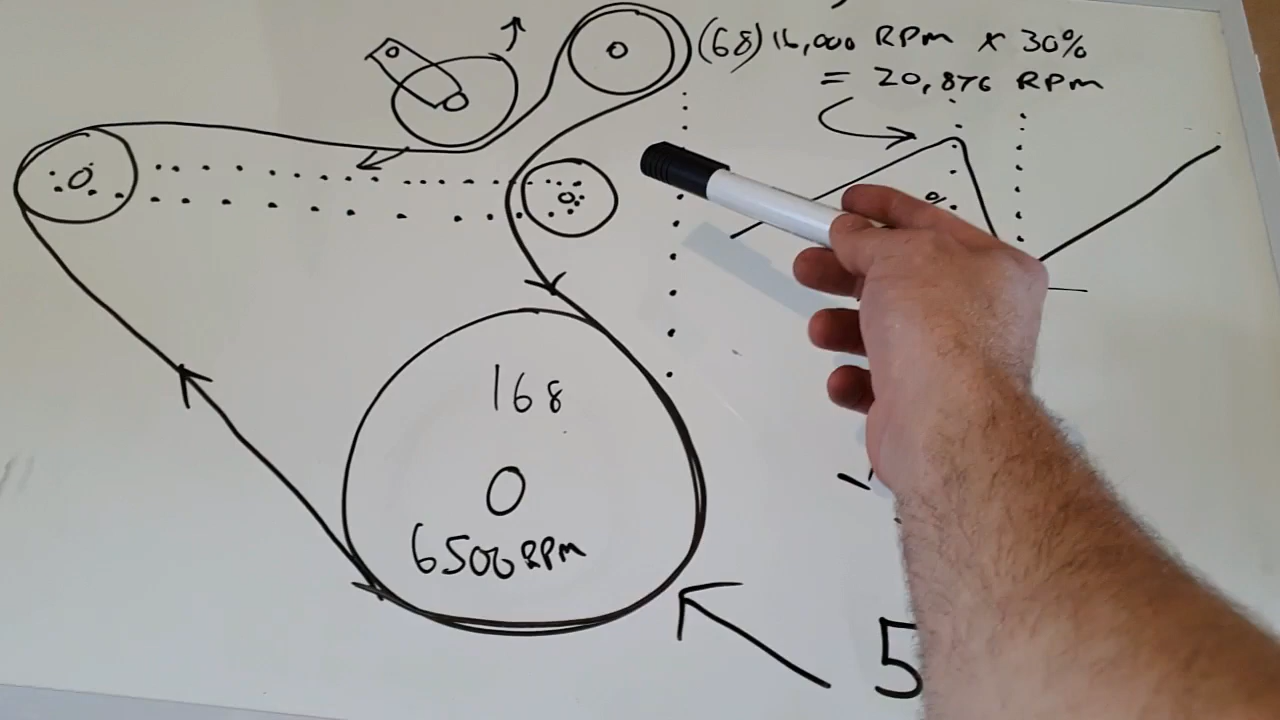 (68) 16,000 RPM x 30%
= 20,876 RPM
%
168
6500 RPM
5